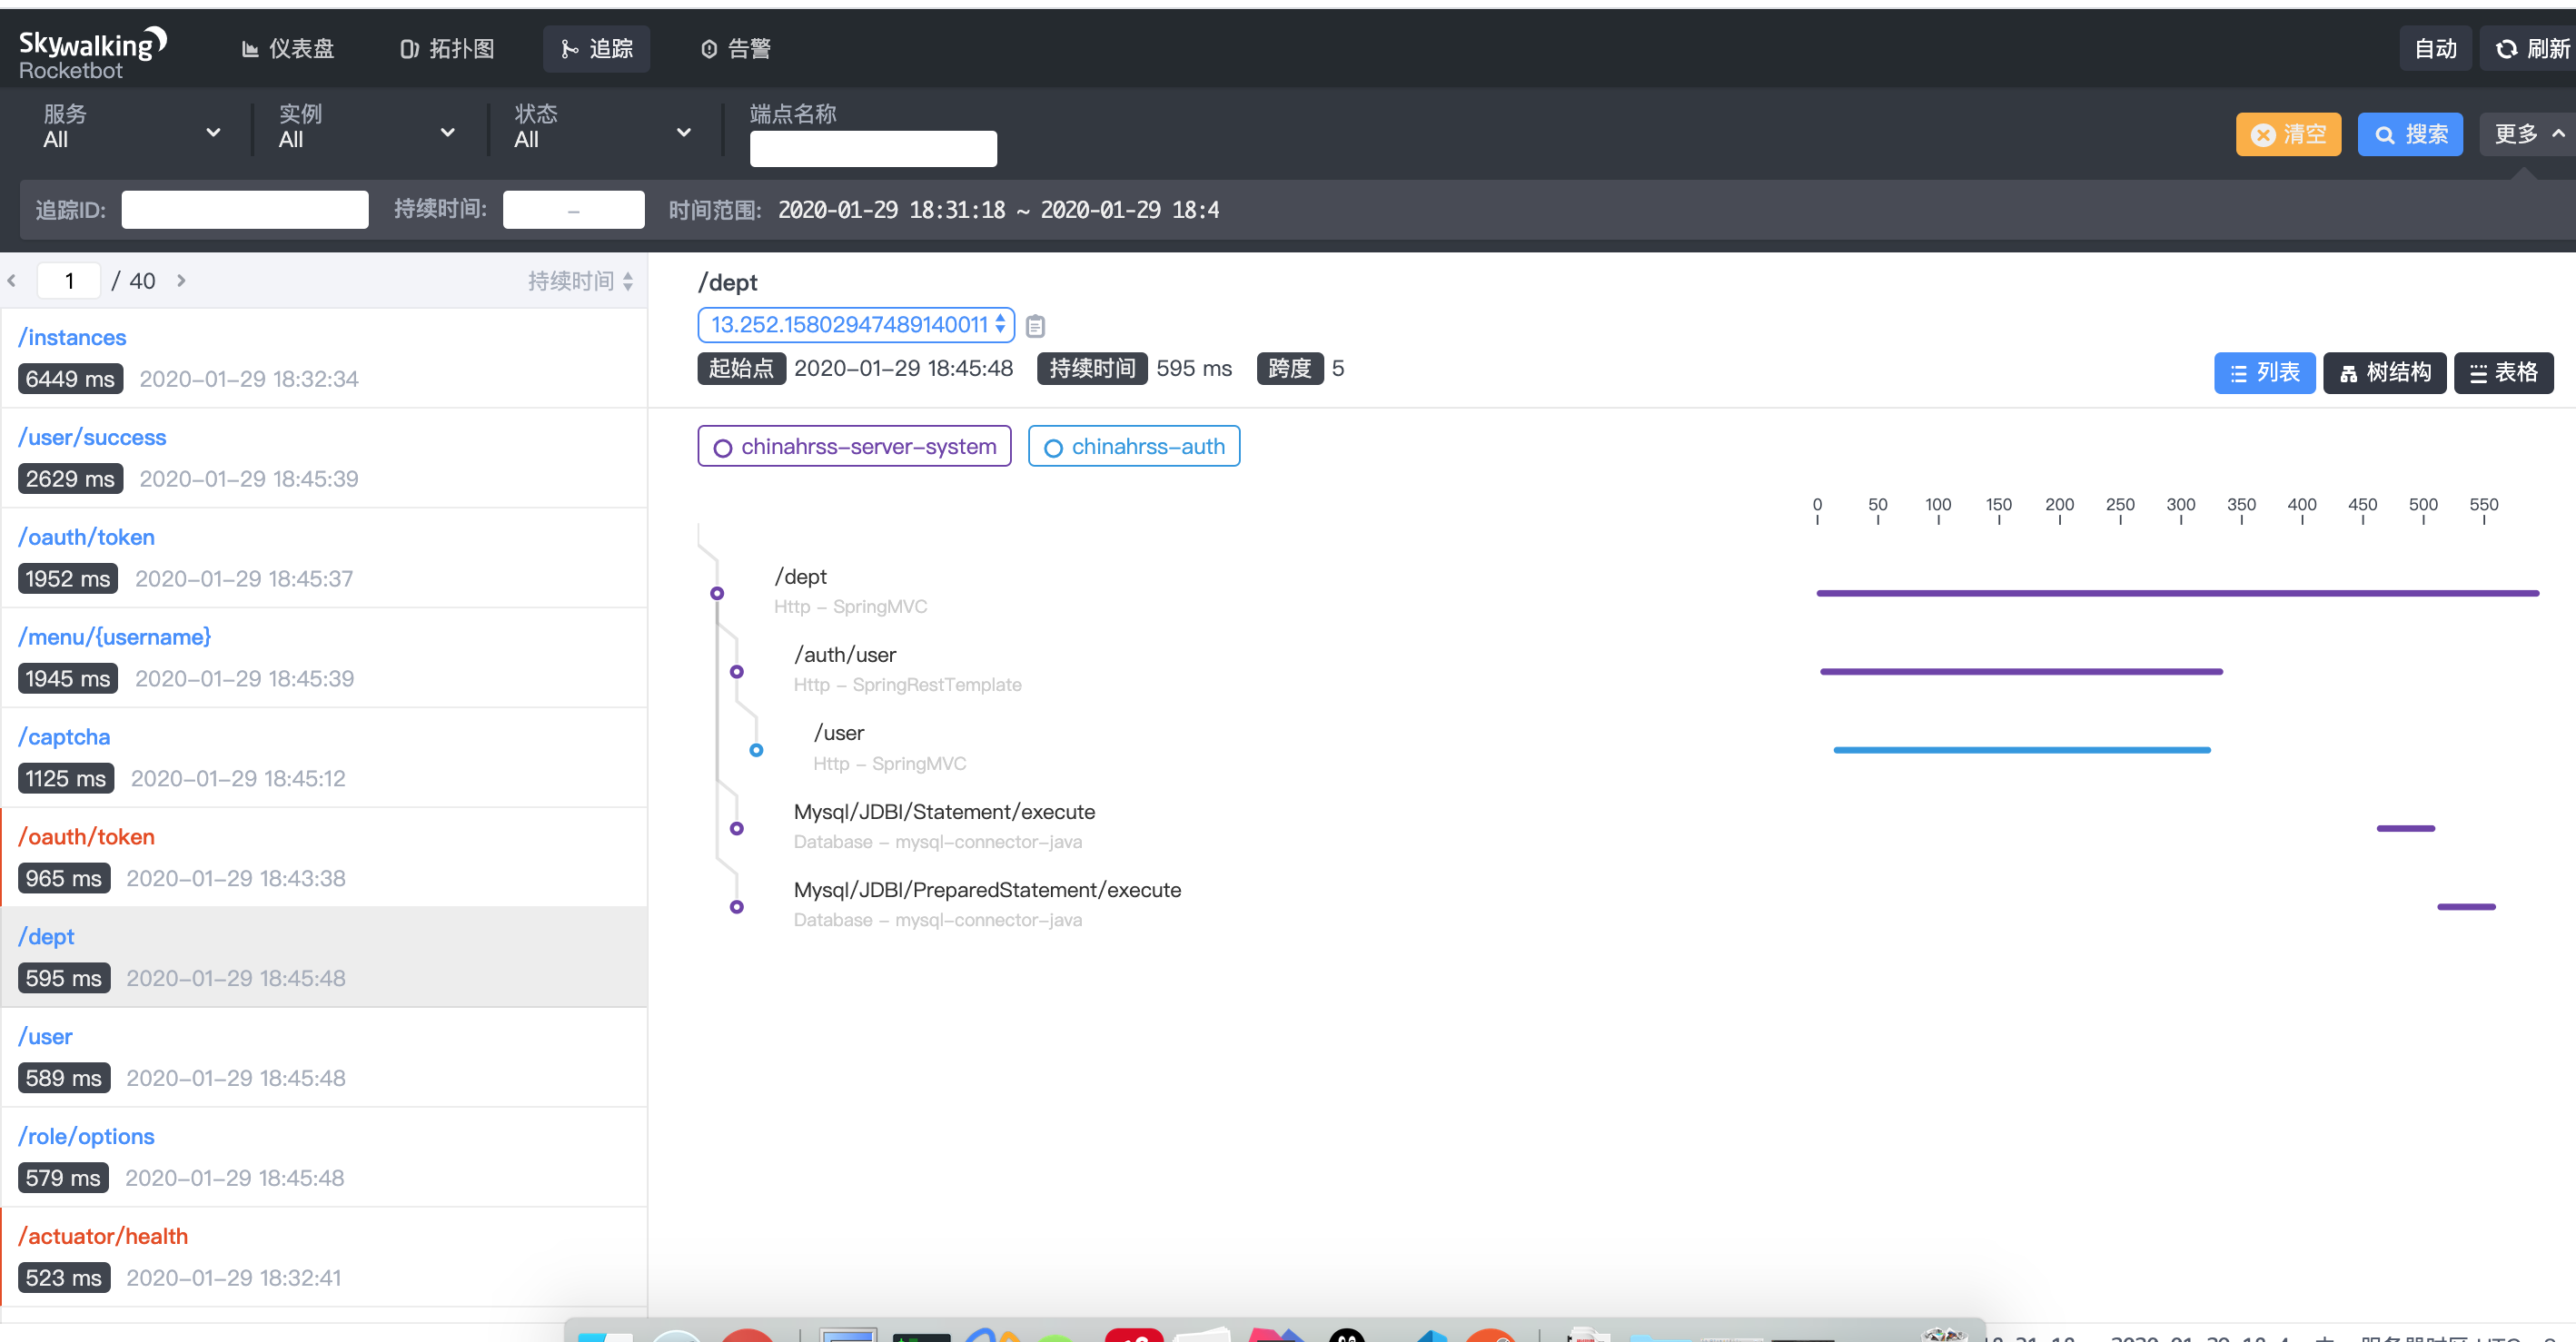 Skywalking
Rocketbot
仪表盘
拓扑图
追踪
告警
自动
刷新
服务
All
实例
All
状态
All
端点名称
清空
搜索
更多
追踪ID:
持续时间:
–
时间范围:
2020-01-29 18:31:18 ~ 2020-01-29 18:4
1 / 40
持续时间
/instances
6449 ms 2020-01-29 18:32:34
/user/success
2629 ms 2020-01-29 18:45:39
/oauth/token
1952 ms 2020-01-29 18:45:37
/menu/{username}
1945 ms 2020-01-29 18:45:39
/captcha
1125 ms 2020-01-29 18:45:12
/oauth/token
965 ms 2020-01-29 18:43:38
/dept
595 ms 2020-01-29 18:45:48
/user
589 ms 2020-01-29 18:45:48
/role/options
579 ms 2020-01-29 18:45:48
/actuator/health
523 ms 2020-01-29 18:32:41
/dept
13.252.15802947489140011
起始点 2020-01-29 18:45:48 持续时间 595 ms 跨度 5
列表
树结构
表格
chinahrss-server-system
chinahrss-auth
0 50 100 150 200 250 300 350 400 450 500 550
/dept
Http - SpringMVC
/auth/user
Http - SpringRestTemplate
/user
Http - SpringMVC
Mysql/JDBI/Statement/execute
Database - mysql-connector-java
Mysql/JDBI/PreparedStatement/execute
Database - mysql-connector-java